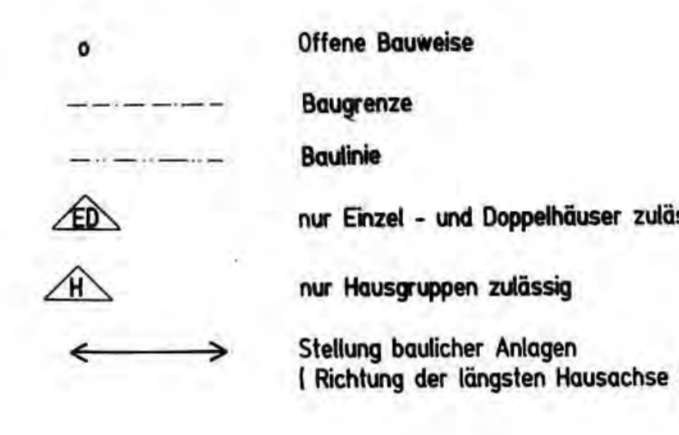 o Offene Bauweise
Baugrenze
Baulinie
ED nur Einzel - und Doppelhäuser
H nur Hausgruppen zulässig
Stellung baulicher Anlagen
( Richtung der längsten Hausachse